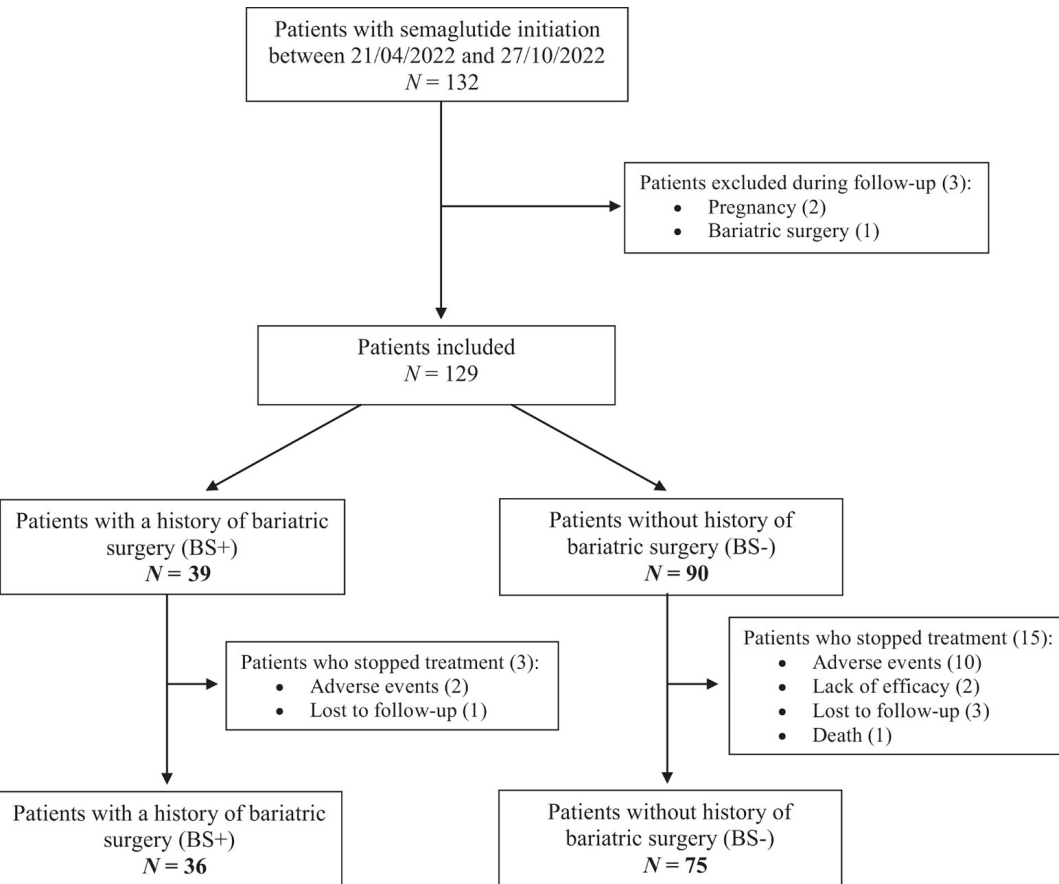 Patients with semaglutide initiation
between 21/04/2022 and 27/10/2022
N = 132
Patients excluded during follow-up (3):
• Pregnancy (2)
• Bariatric surgery (1)
Patients included
N = 129
Patients with a history of bariatric
surgery (BS+)
N = 39
Patients without history of
bariatric surgery (BS-)
N = 90
Patients who stopped treatment (3):
• Adverse events (2)
• Lost to follow-up (1)
Patients who stopped treatment (15):
• Adverse events (10)
• Lack of efficacy (2)
• Lost to follow-up (3)
• Death (1)
Patients with a history of bariatric
surgery (BS+)
N = 36
Patients without history of
bariatric surgery (BS-)
N = 75